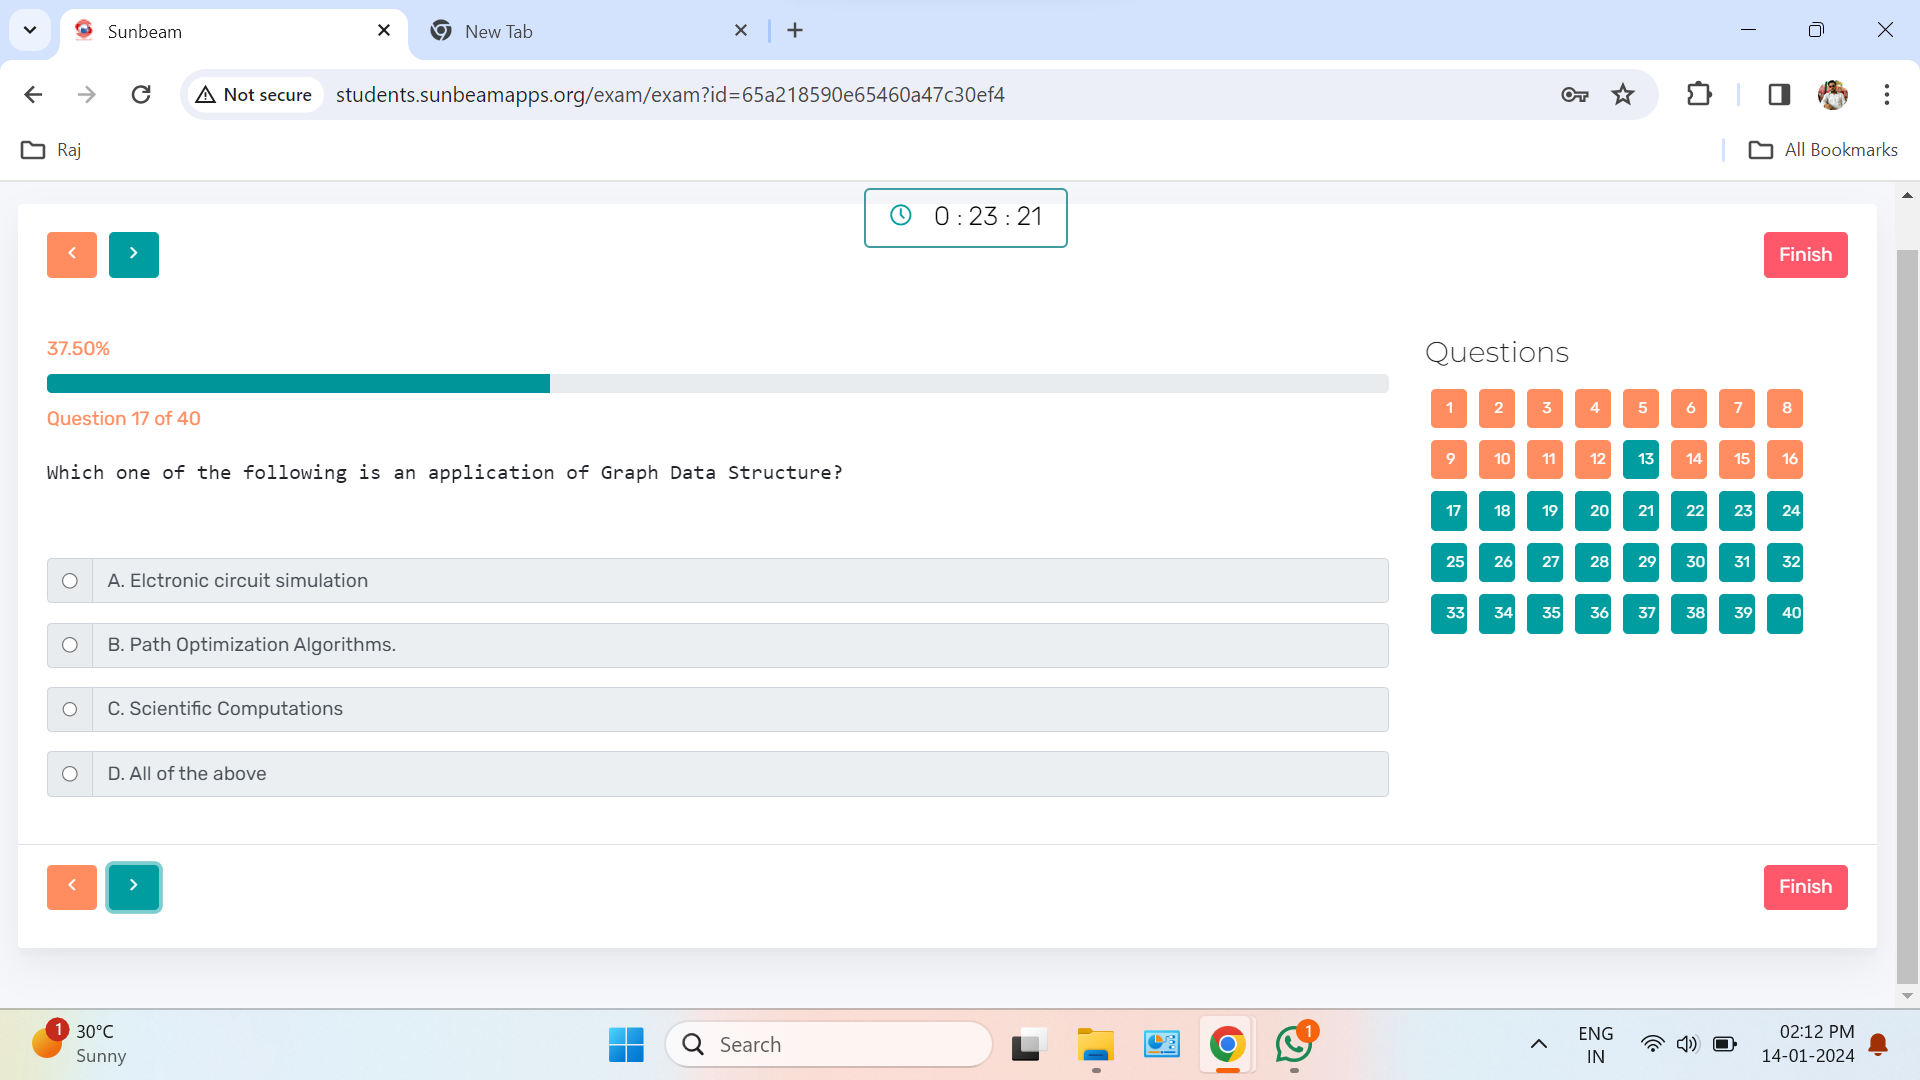 Sunbeam
New Tab
Not secure
students.sunbeamapps.org/exam/exam?id=65a218590e65460a47c30ef4
Raj
All Bookmarks
0 : 23 : 21
Finish
37.50%
Question 17 of 40
Which one of the following is an application of Graph Data Structure?
A. Elctronic circuit simulation
B. Path Optimization Algorithms.
C. Scientific Computations
D. All of the above
Questions
1 2 3 4 5 6 7 8
9 10 11 12 13 14 15 16
17 18 19 20 21 22 23 24
25 26 27 28 29 30 31 32
33 34 35 36 37 38 39 40
Finish
1
30°C
Sunny
Search
1
ENG
IN
02:12 PM
14-01-2024